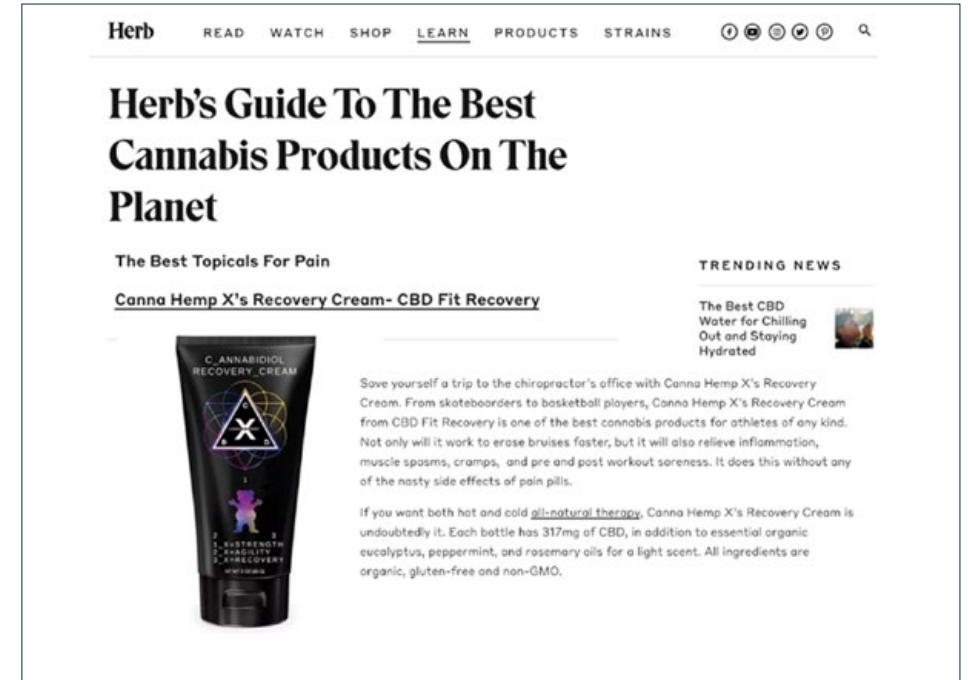 Herb
READ WATCH SHOP LEARN PRODUCTS STRAINS
Herb's Guide To The Best
Cannabis Products On The
Planet
The Best Topicals For Pain
Canna Hemp X's Recovery Cream- CBD Fit Recovery
TRENDING NEWS
The Best CBD
Water for Chilling
Out and Staying
Hydrated
C_ANNABIDIOL
RECOVERY_CREAM
C
X
B D
1
2 3
1_X=STRENGTH
2_X=AGILITY
3_X=RECOVERY
Save yourself a trip to the chiropractor's office with Canna Hemp X's Recovery
Cream. From skateboarders to basketball players, Canna Hemp X's Recovery Cream
from CBD Fit Recovery is one of the best cannabis products for athletes of any kind.
Not only will it work to erase bruises faster, but it will also relieve inflammation,
muscle spasms, cramps, and pre and post workout soreness. It does this without any
of the nasty side effects of pain pills.
If you want both hot and cold all-natural therapy, Canna Hemp X's Recovery Cream is
undoubtedly it. Each bottle has 317mg of CBD, in addition to essential organic
eucalyptus, peppermint, and rosemary oils for a light scent. All ingredients are
organic, gluten-free and non-GMO.